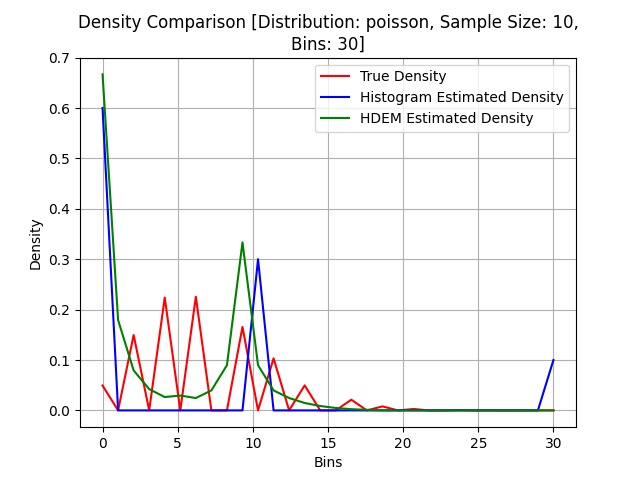 Density Comparison [Distribution: poisson, Sample Size: 10,
Bins: 30]
True Density
Histogram Estimated Density
HDEM Estimated Density
Density
0.7
0.6
0.5
0.4
0.3
0.2
0.1
0.0
0 5 10 15 20 25 30
Bins